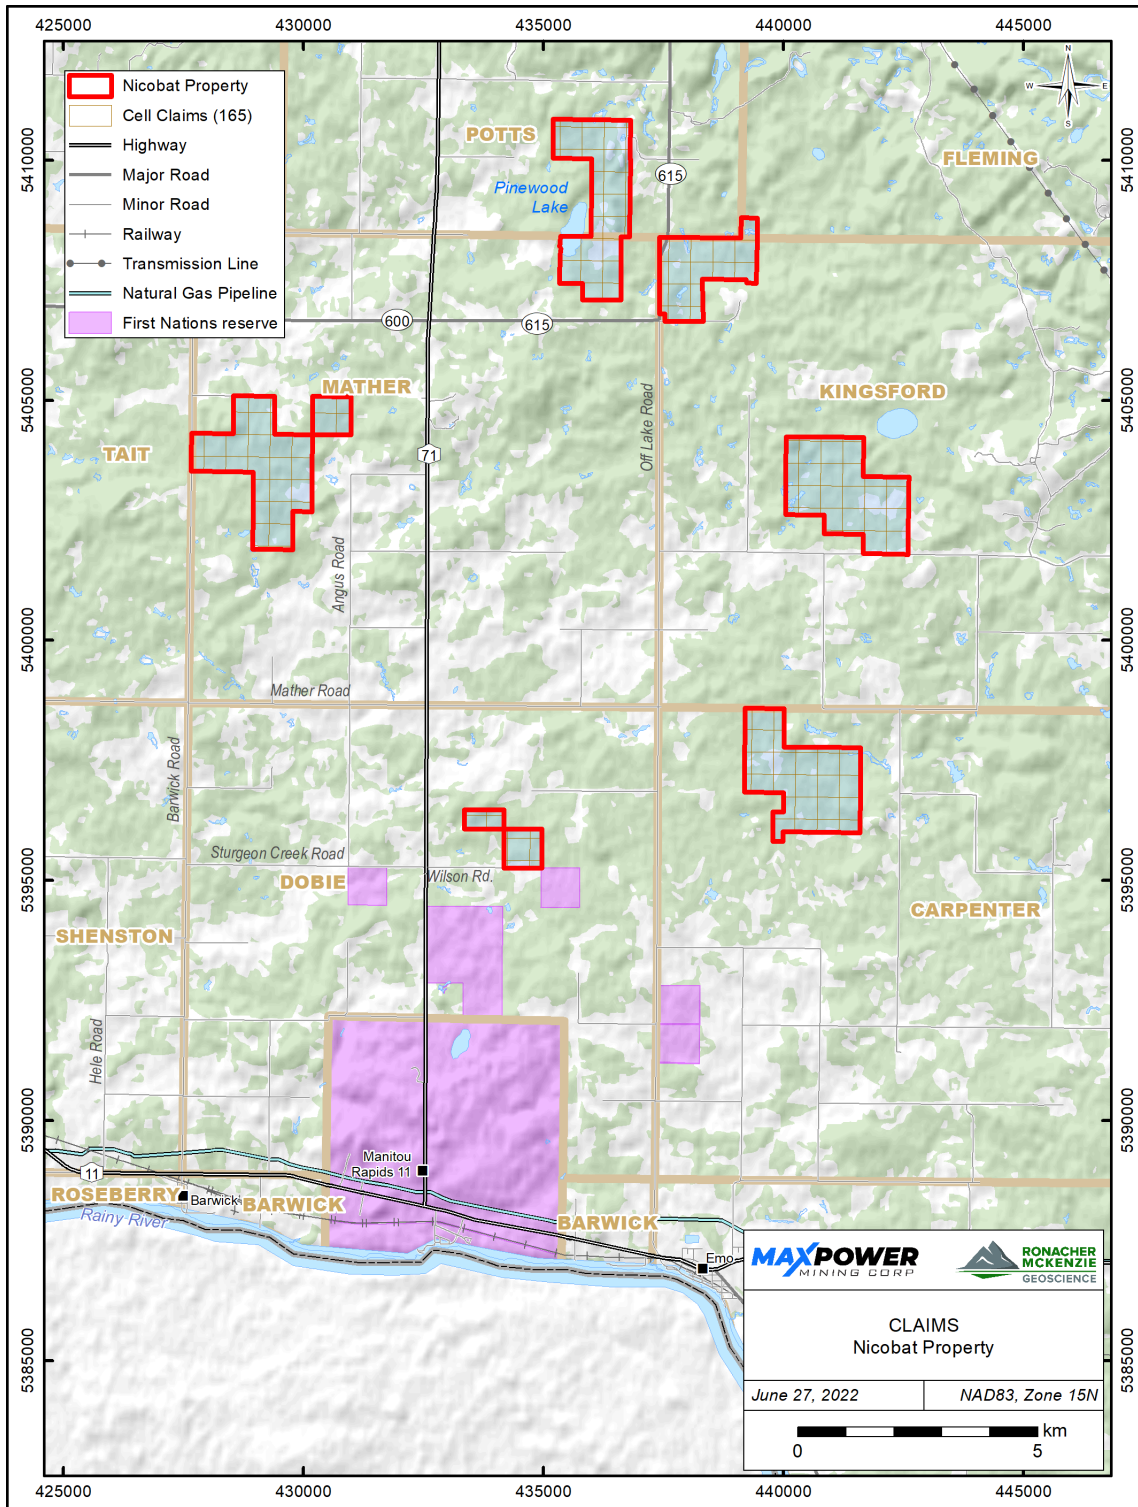 425000
430000
435000
440000
445000
Nicobat Property
Cell Claims (165)
Highway
Major Road
Minor Road
Railway
Transmission Line
Natural Gas Pipeline
First Nations reserve
N
W
E
S
POTTS
FLEMING
Pinewood
Lake
615
600
615
MATHER
KINGSFORD
TAIT
71
Off Lake Road
Angus Road
Mather Road
Barwick Road
Sturgeon Creek Road
Wilson Rd.
DOBIE
SHENSTON
CARPENTER
Hele Road
Manitou
Rapids 11
11
ROSEBERRY
Barwick
BARWICK
BARWICK
Rainy River
Emo
5410000
5405000
5400000
5395000
5390000
5385000
5410000
5405000
5400000
5395000
5390000
5385000
MAXPOWER
MINING CORP
RONACHER
MCKENZIE
GEOSCIENCE
CLAIMS
Nicobat Property
June 27, 2022
NAD83, Zone 15N
km
0
5
425000
430000
435000
440000
445000